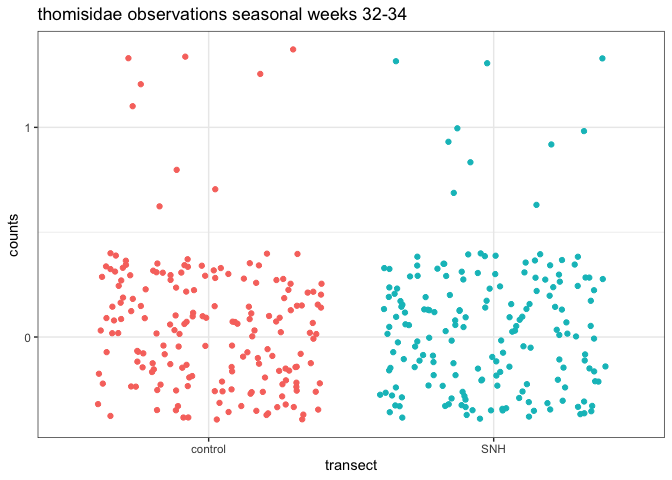 thomisidae observations seasonal weeks 32-34
counts
1
0
control
SNH
transect